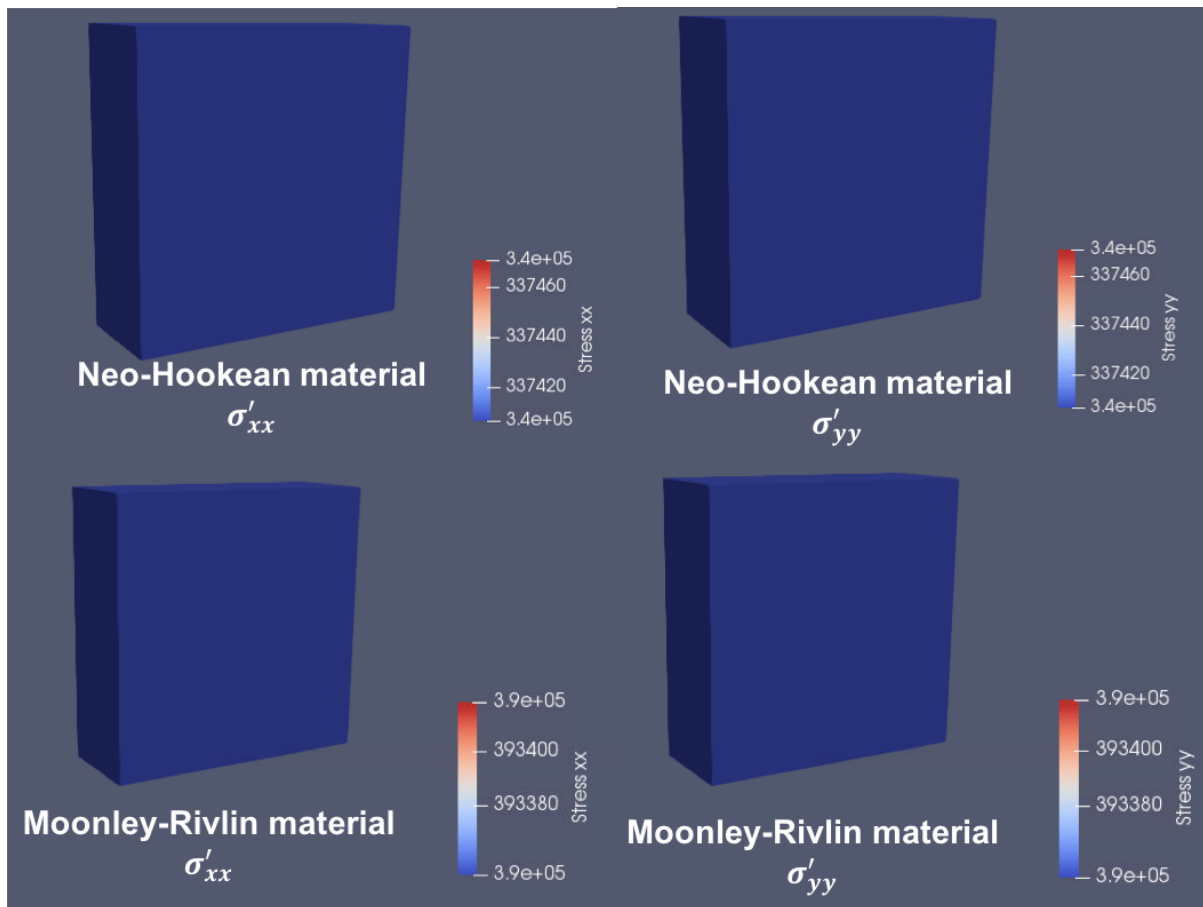 3.4e+05
337460
337440
337420
3.4e+05
Stress xx
Neo-Hookean material
σ′xx
3.4e+05
337460
337440
337420
3.4e+05
Stress yy
Neo-Hookean material
σ′yy
3.9e+05
393400
393380
3.9e+05
Stress xx
Moonley-Rivlin material
σ′xx
3.9e+05
393400
393380
3.9e+05
Stress yy
Moonley-Rivlin material
σ′yy